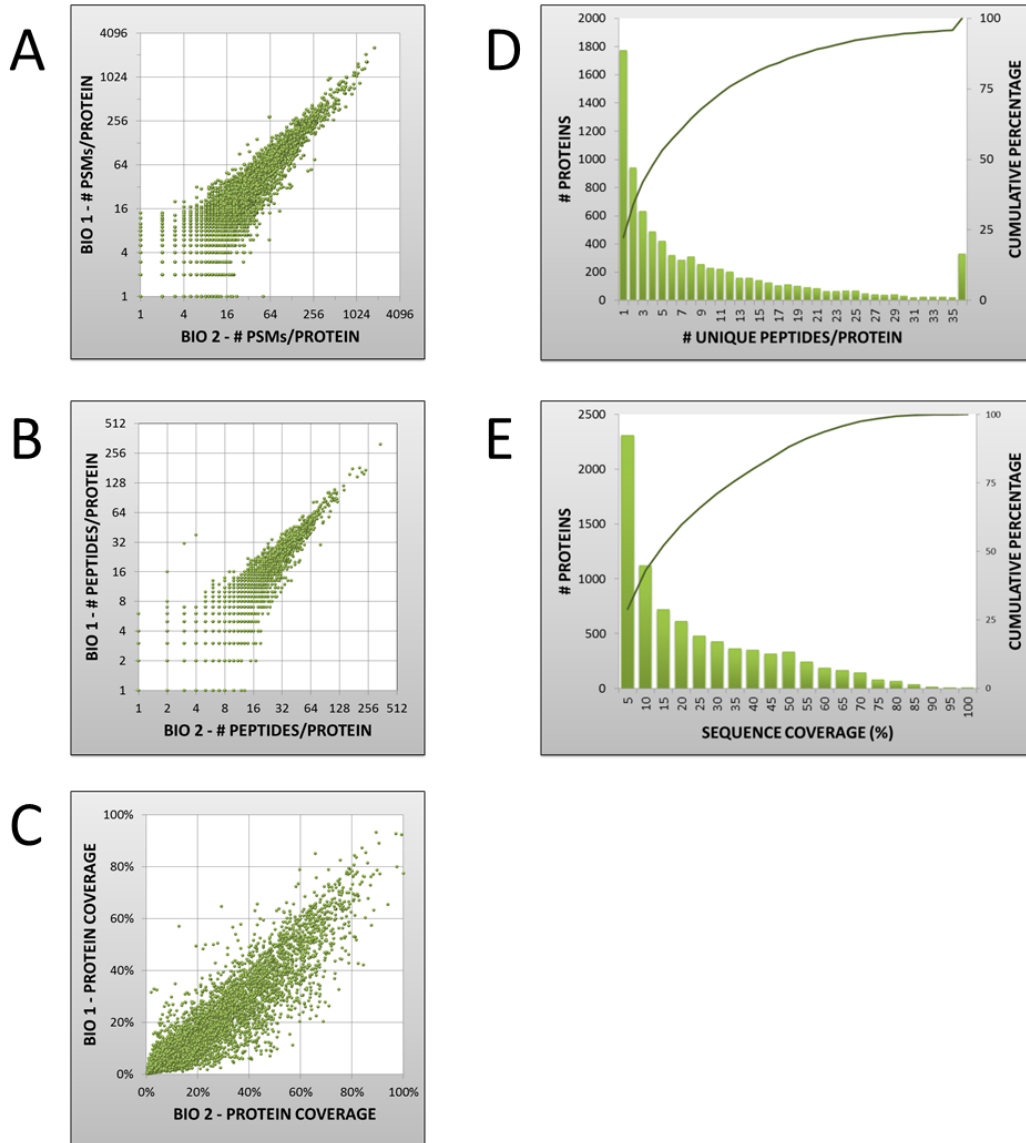 A
4096
1024
256
64
16
4
1
1 4 16 64 256 1024 4096
BIO 1 - # PSMs/PROTEIN
BIO 2 - # PSMs/PROTEIN
B
512
256
128
64
32
16
8
4
2
1
1 2 4 8 16 32 64 128 256 512
BIO 1 - # PEPTIDES/PROTEIN
BIO 2 - # PEPTIDES/PROTEIN
C
100%
80%
60%
40%
20%
0%
0% 20% 40% 60% 80% 100%
BIO 1 - PROTEIN COVERAGE
BIO 2 - PROTEIN COVERAGE
D
2000
1800
1600
1400
1200
1000
800
600
400
200
0
# PROTEINS
100
75
50
25
0
CUMULATIVE PERCENTAGE
1 3 5 7 9 11 13 15 17 19 21 23 25 27 29 31 33 35
# UNIQUE PEPTIDES/PROTEIN
E
2500
2000
1500
1000
500
0
# PROTEINS
100
75
50
25
0
CUMULATIVE PERCENTAGE
5 10 15 20 25 30 35 40 45 50 55 60 65 70 75 80 85 90 95 100
SEQUENCE COVERAGE (%)